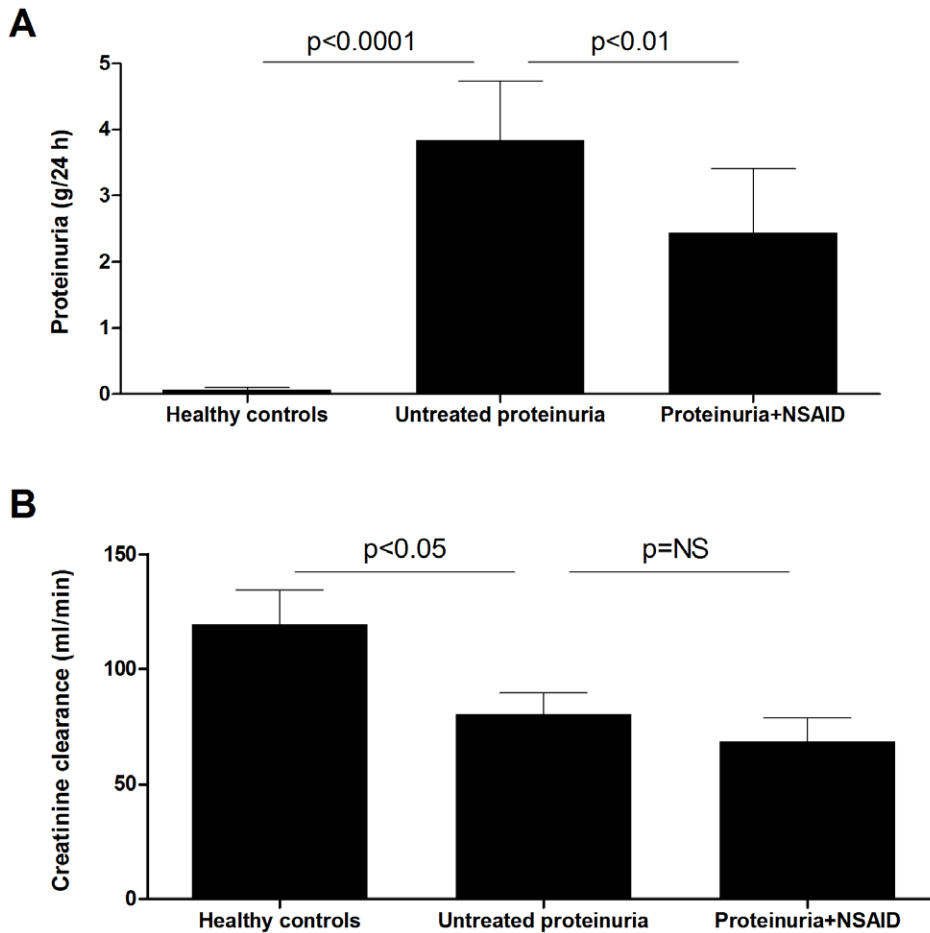 A
p<0.0001 p<0.01
Proteinuria (g/24 h)
5
4
3
2
1
0
Healthy controls Untreated proteinuria Proteinuria+NSAID
B
p<0.05 p=NS
Creatinine clearance (ml/min)
150
100
50
0
Healthy controls Untreated proteinuria Proteinuria+NSAID